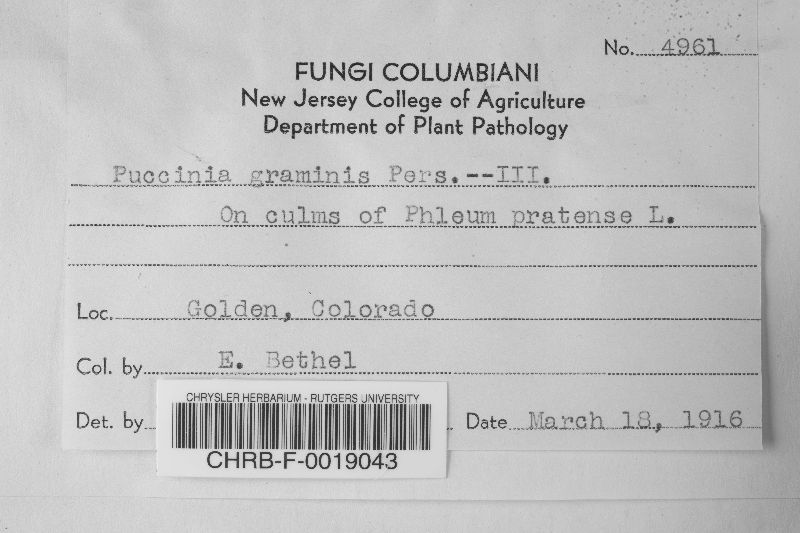 No. 4961
FUNGI COLUMBIANI
New Jersey College of Agriculture
Department of Plant Pathology
Puccinia graminis Pers.--III.
On culms of Phleum pratense L.
Loc. Golden, Colorado
Col. by E. Bethel
Det. by
Date March 18, 1916
CHRYSLER HERBARIUM - RUTGERS UNIVERSITY
CHRB-F-0019043